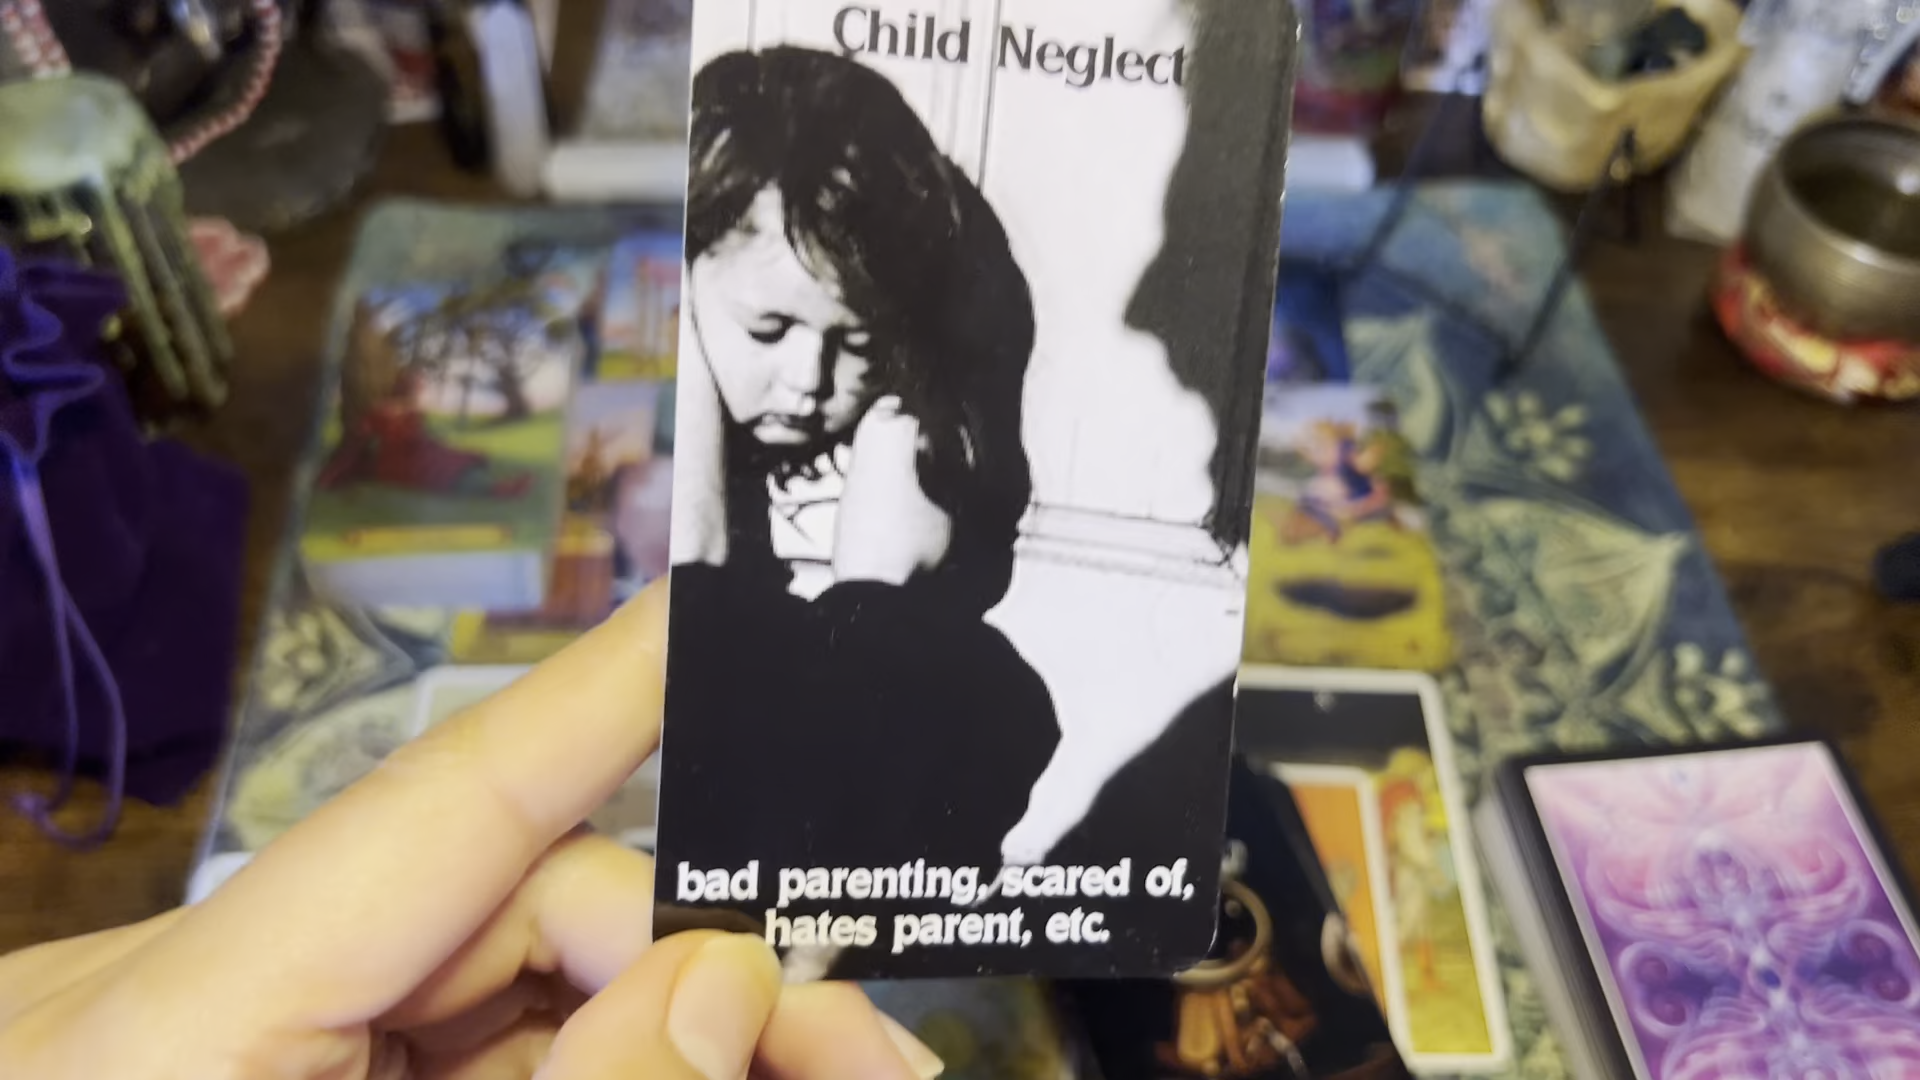 Child Neglect
bad parenting, scared of,
hates parent, etc.